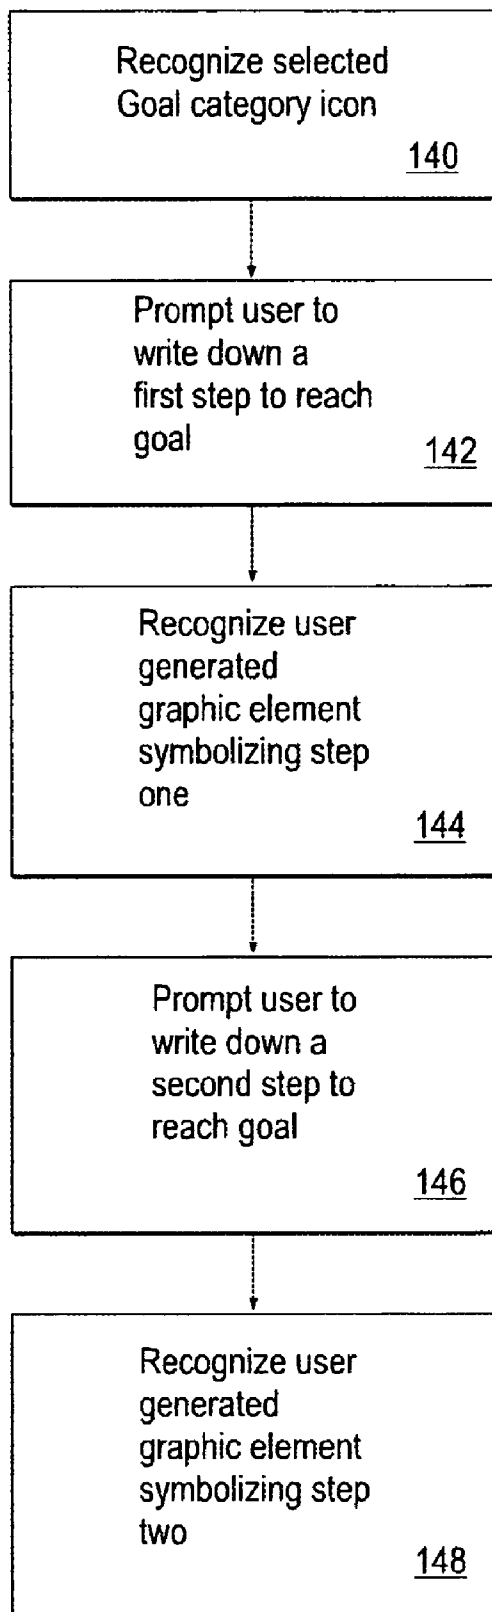 Recognize selected
Goal category icon
140
Prompt user to
write down a
first step to reach
goal
142
Recognize user
generated
graphic element
symbolizing step
one
144
Prompt user to
write down a
second step to
reach goal
146
Recognize user
generated
graphic element
symbolizing step
two
148